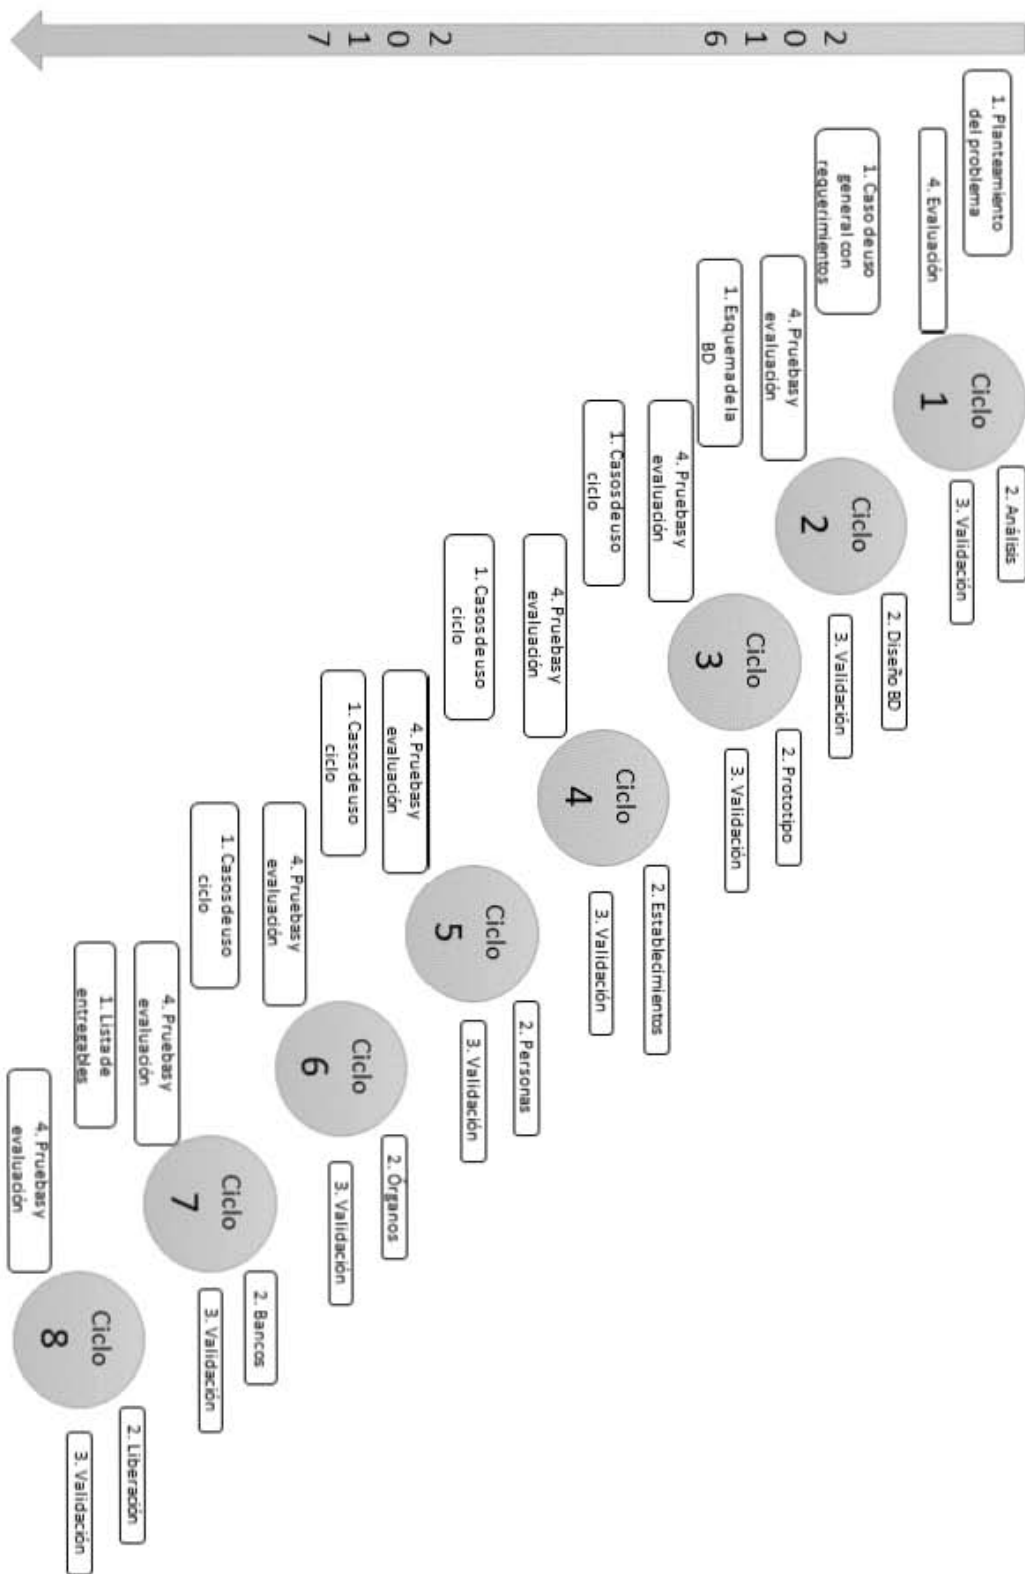 2
0
1
6
2
0
1
7
1. Planteamiento
del problema
2. Análisis
3. Validación
4. Evaluación
Ciclo
1
1. Caso de uso
general con
requerimientos
2. Diseño BD
3. Validación
4. Pruebas y
evaluación
Ciclo
2
1. Esquema de la
BD
2. Prototipo
3. Validación
4. Pruebas y
evaluación
Ciclo
3
1. Casos de uso
ciclo
2. Establecimientos
3. Validación
4. Pruebas y
evaluación
Ciclo
4
1. Casos de uso
ciclo
2. Personas
3. Validación
4. Pruebas y
evaluación
Ciclo
5
1. Casos de uso
ciclo
2. Órganos
3. Validación
4. Pruebas y
evaluación
Ciclo
6
1. Casos de uso
ciclo
2. Bancos
3. Validación
4. Pruebas y
evaluación
Ciclo
7
1. Lista de
entregables
2. Liberación
3. Validación
4. Pruebas y
evaluación
Ciclo
8